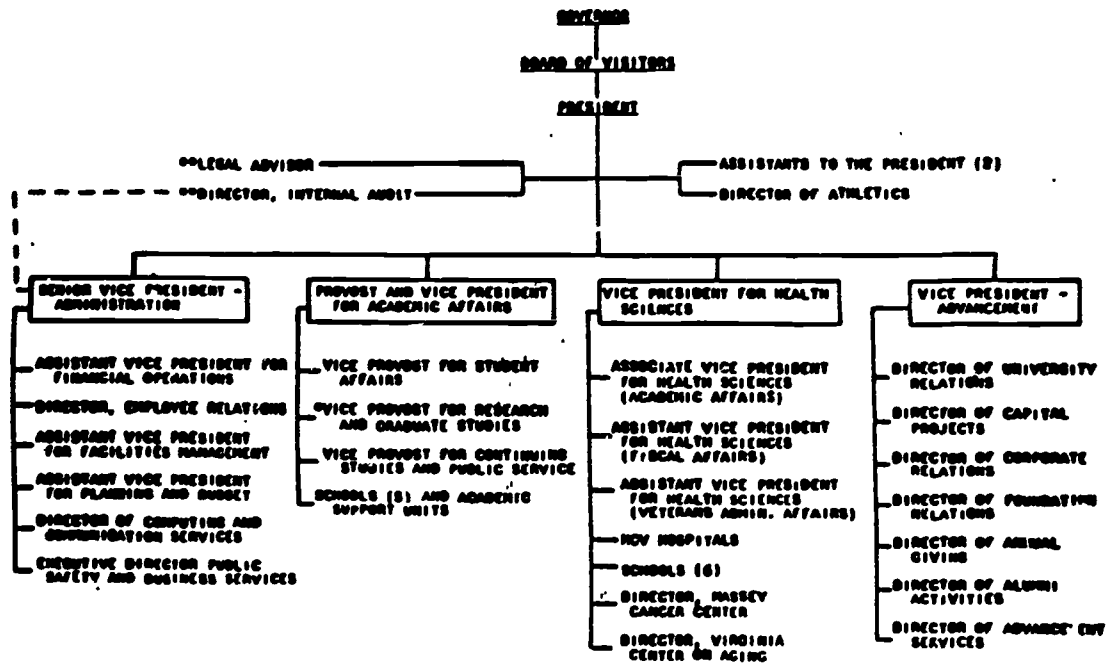 GOVERNOR
BOARD OF VISITORS
PRESIDENT
**LEGAL ADVISOR
ASSISTANTS TO THE PRESIDENT (2)
**DIRECTOR, INTERNAL AUDIT
DIRECTOR OF ATHLETICS
SENIOR VICE PRESIDENT -
ADMINISTRATION
ASSISTANT VICE PRESIDENT FOR
FINANCIAL OPERATIONS
DIRECTOR, EMPLOYEE RELATIONS
ASSISTANT VICE PRESIDENT
FOR FACILITIES MANAGEMENT
ASSISTANT VICE PRESIDENT
FOR PLANNING AND BUDGET
DIRECTOR OF COMPUTING AND
COMMUNICATION SERVICES
EXECUTIVE DIRECTOR PUBLIC
SAFETY AND BUSINESS SERVICES
PROVOST AND VICE PRESIDENT
FOR ACADEMIC AFFAIRS
VICE PROVOST FOR STUDENT
AFFAIRS
*VICE PROVOST FOR RESEARCH
AND GRADUATE STUDIES
VICE PROVOST FOR CONTINUING
STUDIES AND PUBLIC SERVICE
SCHOOLS (5) AND ACADEMIC
SUPPORT UNITS
VICE PRESIDENT FOR HEALTH
SCIENCES
ASSOCIATE VICE PRESIDENT
FOR HEALTH SCIENCES
(ACADEMIC AFFAIRS)
ASSISTANT VICE PRESIDENT
FOR HEALTH SCIENCES
(FISCAL AFFAIRS)
ASSISTANT VICE PRESIDENT
FOR HEALTH SCIENCES
(VETERANS ADMIN. AFFAIRS)
MCV HOSPITALS
SCHOOLS (6)
DIRECTOR, MASSEY
CANCER CENTER
DIRECTOR, VIRGINIA
CENTER ON AGING
VICE PRESIDENT -
ADVANCEMENT
DIRECTOR OF UNIVERSITY
RELATIONS
DIRECTOR OF CAPITAL
PROJECTS
DIRECTOR OF CORPORATE
RELATIONS
DIRECTOR OF FOUNDATION
RELATIONS
DIRECTOR OF ANNUAL
GIVING
DIRECTOR OF ALUMNI
ACTIVITIES
DIRECTOR OF ADVANCE ENT
SERVICES